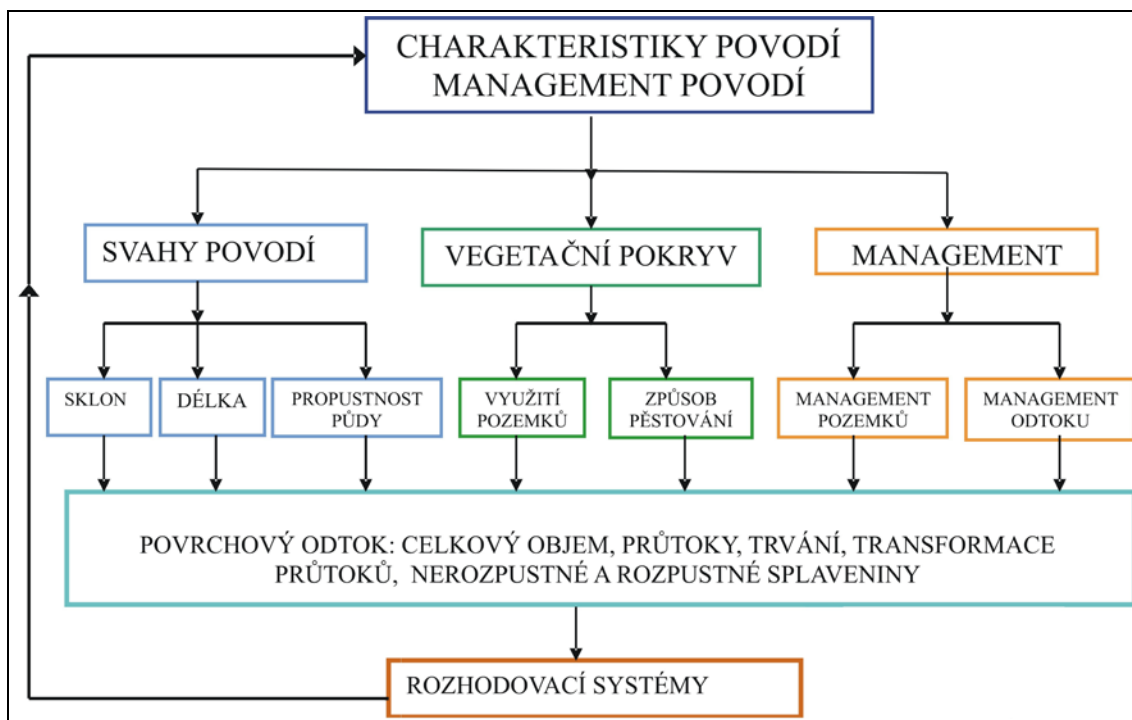 CHARAKTERISTIKY POVODÍ
MANAGEMENT POVODÍ
SVAHY POVODÍ
VEGETAČNÍ POKRYV
MANAGEMENT
SKLON
DÉLKA
PROPUSTNOST
PŮDY
VYUŽITÍ
POZEMKŮ
ZPŮSOB
PĚSTOVÁNÍ
MANAGEMENT
POZEMKŮ
MANAGEMENT
ODTOKU
POVRCHOVÝ ODTOK: CELKOVÝ OBJEM, PRŮTOKY, TRVÁNÍ, TRANSFORMACE
PRŮTOKŮ, NEROZPUSTNÉ A ROZPUSTNÉ SPLAVENINY
ROZHODOVACÍ SYSTÉMY